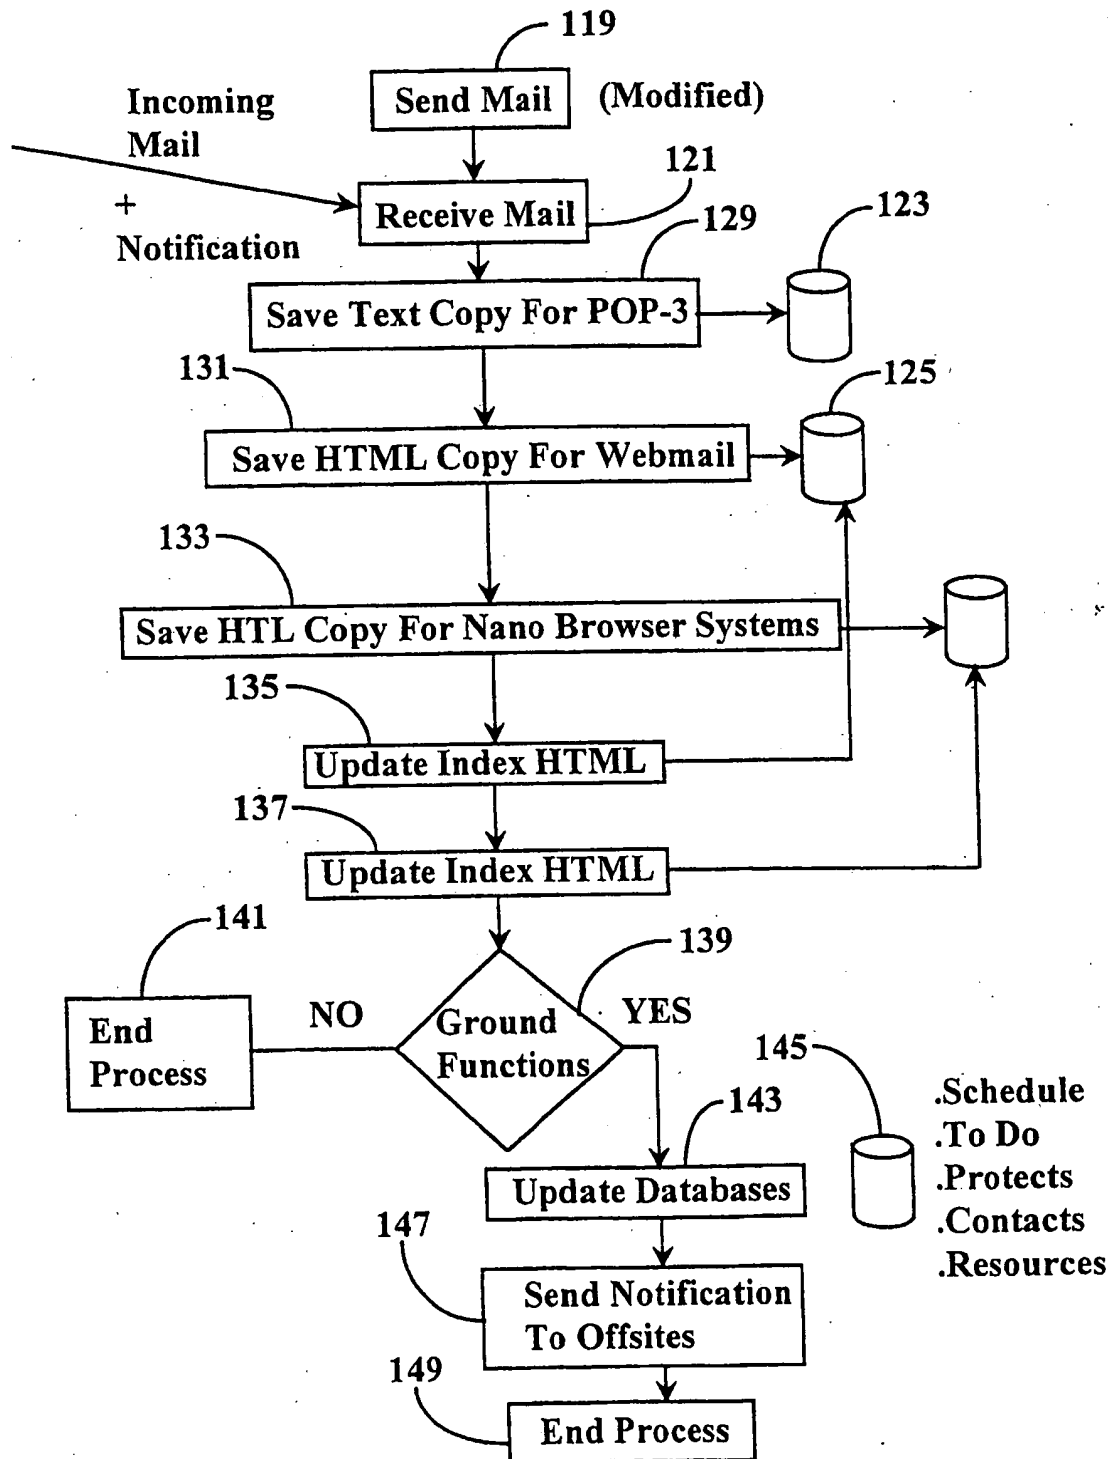 119
Send Mail (Modified)
Incoming
Mail
+
Notification
121
Receive Mail
129
123
Save Text Copy For POP-3
131
125
Save HTML Copy For Webmail
133
Save HTL Copy For Nano Browser Systems
135
Update Index HTML
137
Update Index HTML
141
139
End
Process
NO
Ground
Functions
YES
145
.Schedule
.To Do
.Protects
.Contacts
.Resources
143
Update Databases
147
Send Notification
To Offsites
149
End Process